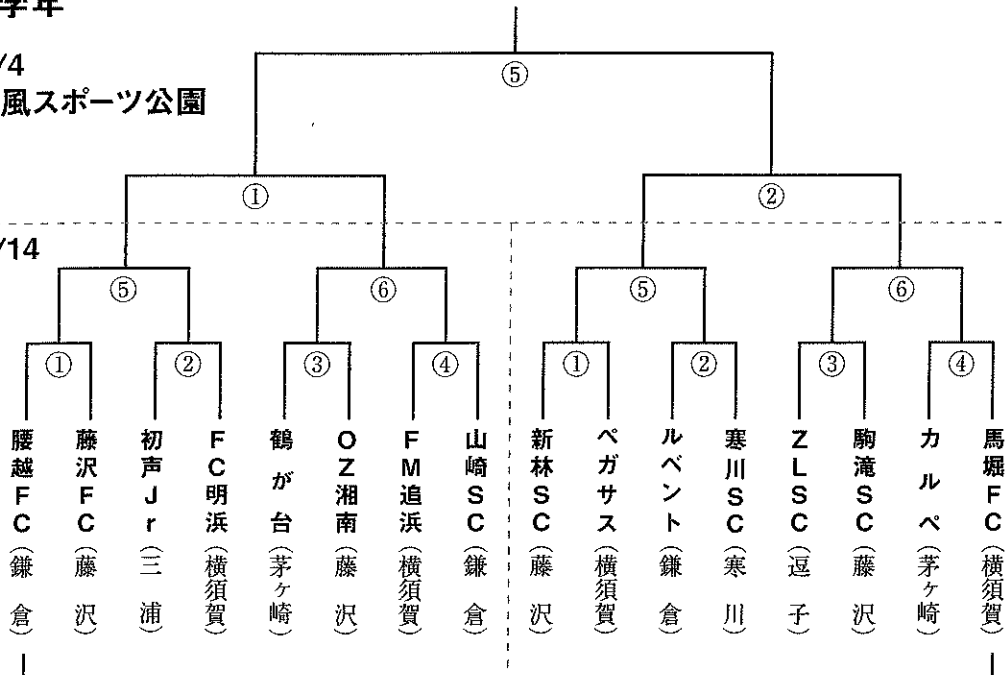 学年
/4
風スポーツ公園
⑤
① ②
/14
⑤ ⑥ ⑤ ⑥
① ② ③ ④ ① ② ③ ④
腰越FC(鎌倉)
藤沢FC(藤沢)
初声Jr(三浦)
FC明浜(横須賀)
鶴が台(茅ヶ崎)
OZ湘南(藤沢)
FM追浜(横須賀)
山崎SC(鎌倉)
新林SC(藤沢)
ペガサス(横須賀)
ルベント(鎌倉)
寒川SC(寒川)
ZLSC(逗子)
駒滝SC(藤沢)
カルペ(茅ヶ崎)
馬堀FC(横須賀)